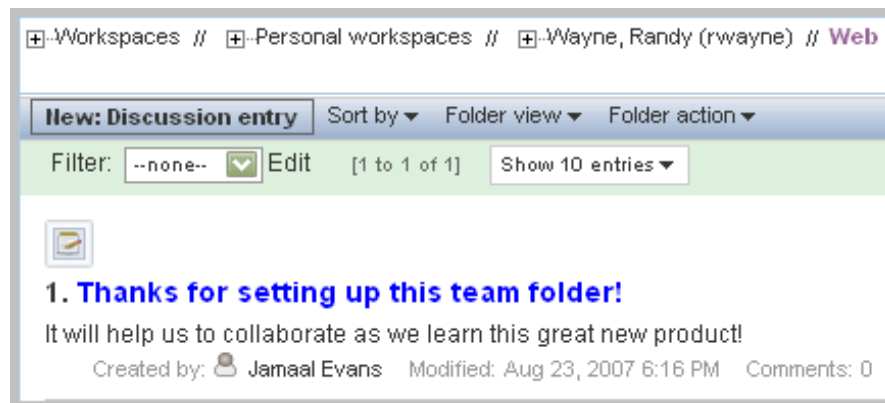 Workspaces // Personal workspaces // Wayne, Randy (rwayne) // Web
New: Discussion entry Sort by Folder view Folder action
Filter: --none-- Edit [1 to 1 of 1] Show 10 entries
1. Thanks for setting up this team folder!
It will help us to collaborate as we learn this great new product!
Created by: Jamaal Evans Modified: Aug 23, 2007 6:16 PM Comments: 0